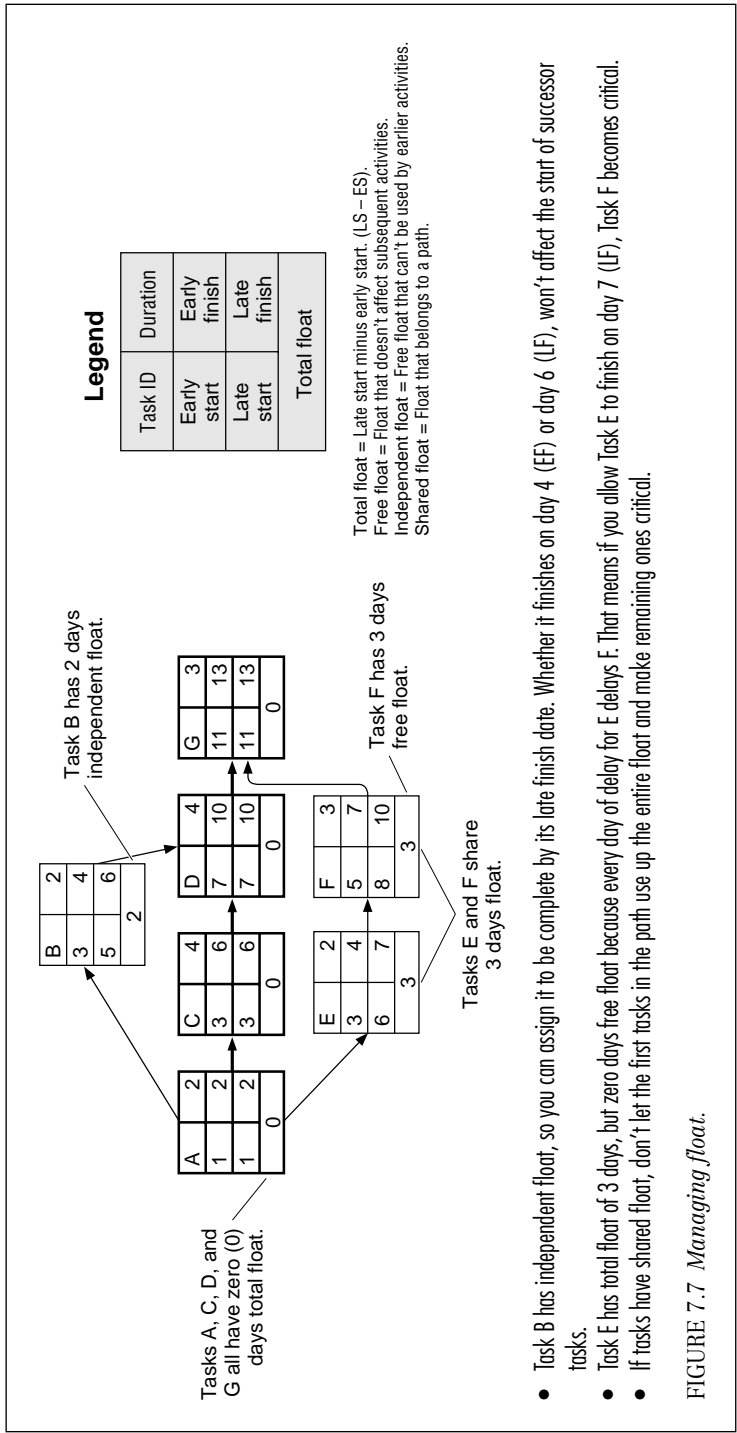 Legend
Task ID Duration
Early start Early finish
Late start Late finish
Total float
Total float = Late start minus early start. (LS – ES).
Free float = Float that doesn't affect subsequent activities.
Independent float = Free float that can't be used by earlier activities.
Shared float = Float that belongs to a path.
Tasks A, C, D, and
G all have zero (0)
days total float.
A 2
1 2
1 2
0
B 2
3 4
5 6
2
Task B has 2 days
independent float.
C 4
3 6
3 6
0
D 4
7 10
7 10
0
G 3
11 13
11 13
0
E 2
3 4
6 7
3
F 3
5 7
8 10
3
Tasks E and F share
3 days float.
Task F has 3 days
free float.
• Task B has independent float, so you can assign it to be complete by its late finish date. Whether it finishes on day 4 (EF) or day 6 (LF), won't affect the start of successor
tasks.
• Task E has total float of 3 days, but zero days free float because every day of delay for E delays F. That means if you allow Task E to finish on day 7 (LF), Task F becomes critical.
• If tasks have shared float, don't let the first tasks in the path use up the entire float and make remaining ones critical.
FIGURE 7.7 Managing float.